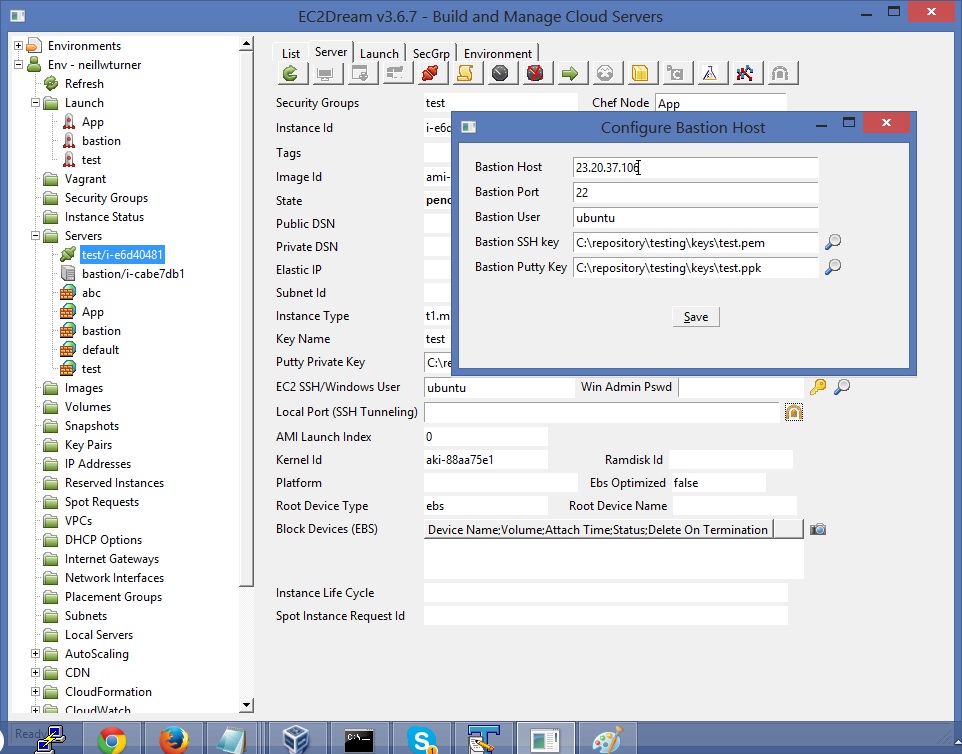 EC2Dream v3.6.7 - Build and Manage Cloud Servers
Environments
Env - neillwturner
Refresh
Launch
App
bastion
test
Vagrant
Security Groups
Instance Status
Servers
test/i-e6d40481
bastion/i-cabe7db1
abc
App
bastion
default
test
Images
Volumes
Snapshots
Key Pairs
IP Addresses
Reserved Instances
Spot Requests
VPCs
DHCP Options
Internet Gateways
Network Interfaces
Placement Groups
Subnets
Local Servers
AutoScaling
CDN
CloudFormation
CloudWatch
List Server Launch SecGrp Environment
Security Groups test Chef Node App
Instance Id i-e6d
Tags
Image Id ami-
State pend
Public DSN
Private DSN
Elastic IP
Subnet Id
Instance Type t1.m
Key Name test
Putty Private Key C:\re
EC2 SSH/Windows User ubuntu Win Admin Pswd
Local Port (SSH Tunneling)
AMI Launch Index 0
Kernel Id aki-88aa75e1 Ramdisk Id
Platform Ebs Optimized false
Root Device Type ebs Root Device Name
Block Devices (EBS) Device Name;Volume;Attach Time;Status;Delete On Termination
Instance Life Cycle
Spot Instance Request Id
Configure Bastion Host
Bastion Host 23.20.37.106
Bastion Port 22
Bastion User ubuntu
Bastion SSH key C:\repository\testing\keys\test.pem
Bastion Putty Key C:\repository\testing\keys\test.ppk
Save
Ready